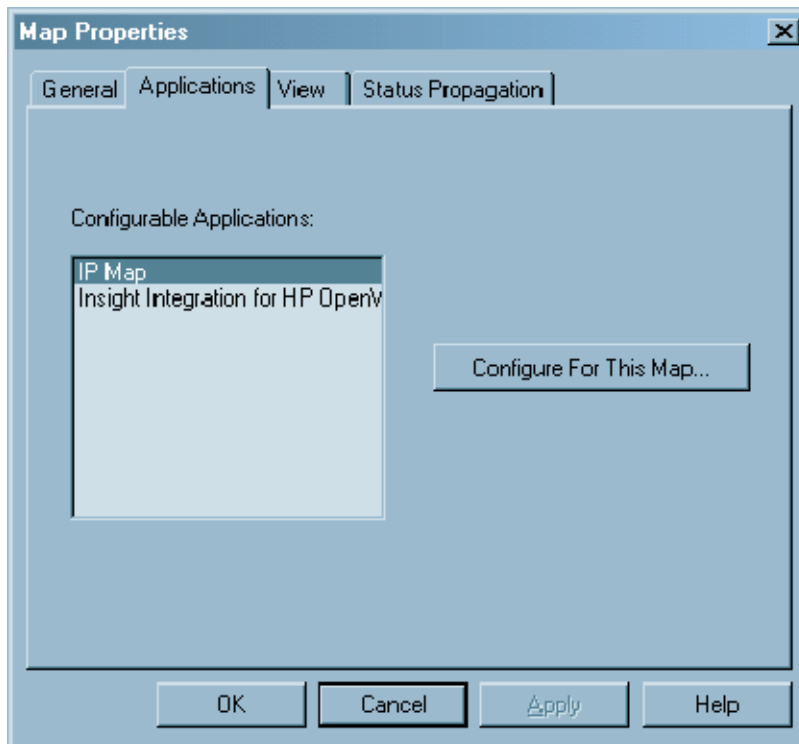 Map Properties
General Applications View Status Propagation
Configurable Applications:
IP Map
Insight Integration for HP OpenV
Configure For This Map...
OK Cancel Apply Help